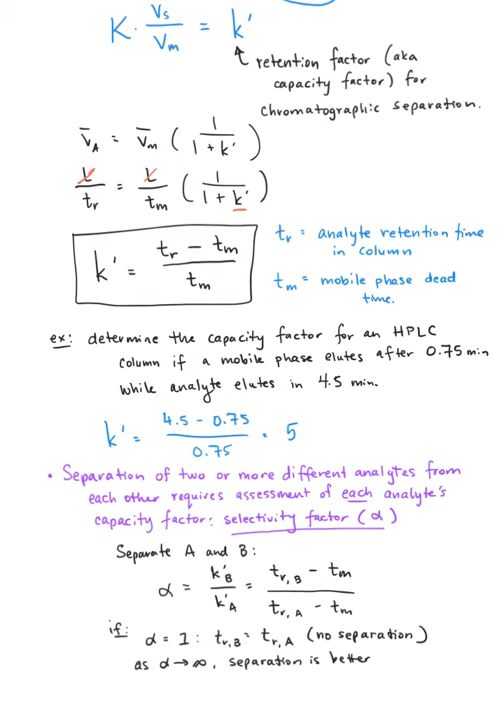 K · Vs/Vm = k'
retention factor (aka
capacity factor) for
chromatographic separation.
V̄A = V̄m (1/(1 + k'))
L/tr = L/tm (1/(1 + k'))
k' = (tr - tm)/tm
tr = analyte retention time
in column
tm = mobile phase dead
time.
ex: determine the capacity factor for an HPLC
column if a mobile phase elutes after 0.75 min
while analyte elutes in 4.5 min.
k' = (4.5 - 0.75)/0.75 = 5
• Separation of two or more different analytes from
each other requires assessment of each analyte's
capacity factor: selectivity factor (α)
Separate A and B:
α = k'B/k'A = (tr,B - tm)/(tr,A - tm)
if: α = 1: tr,B = tr,A (no separation)
as α → ∞, separation is better